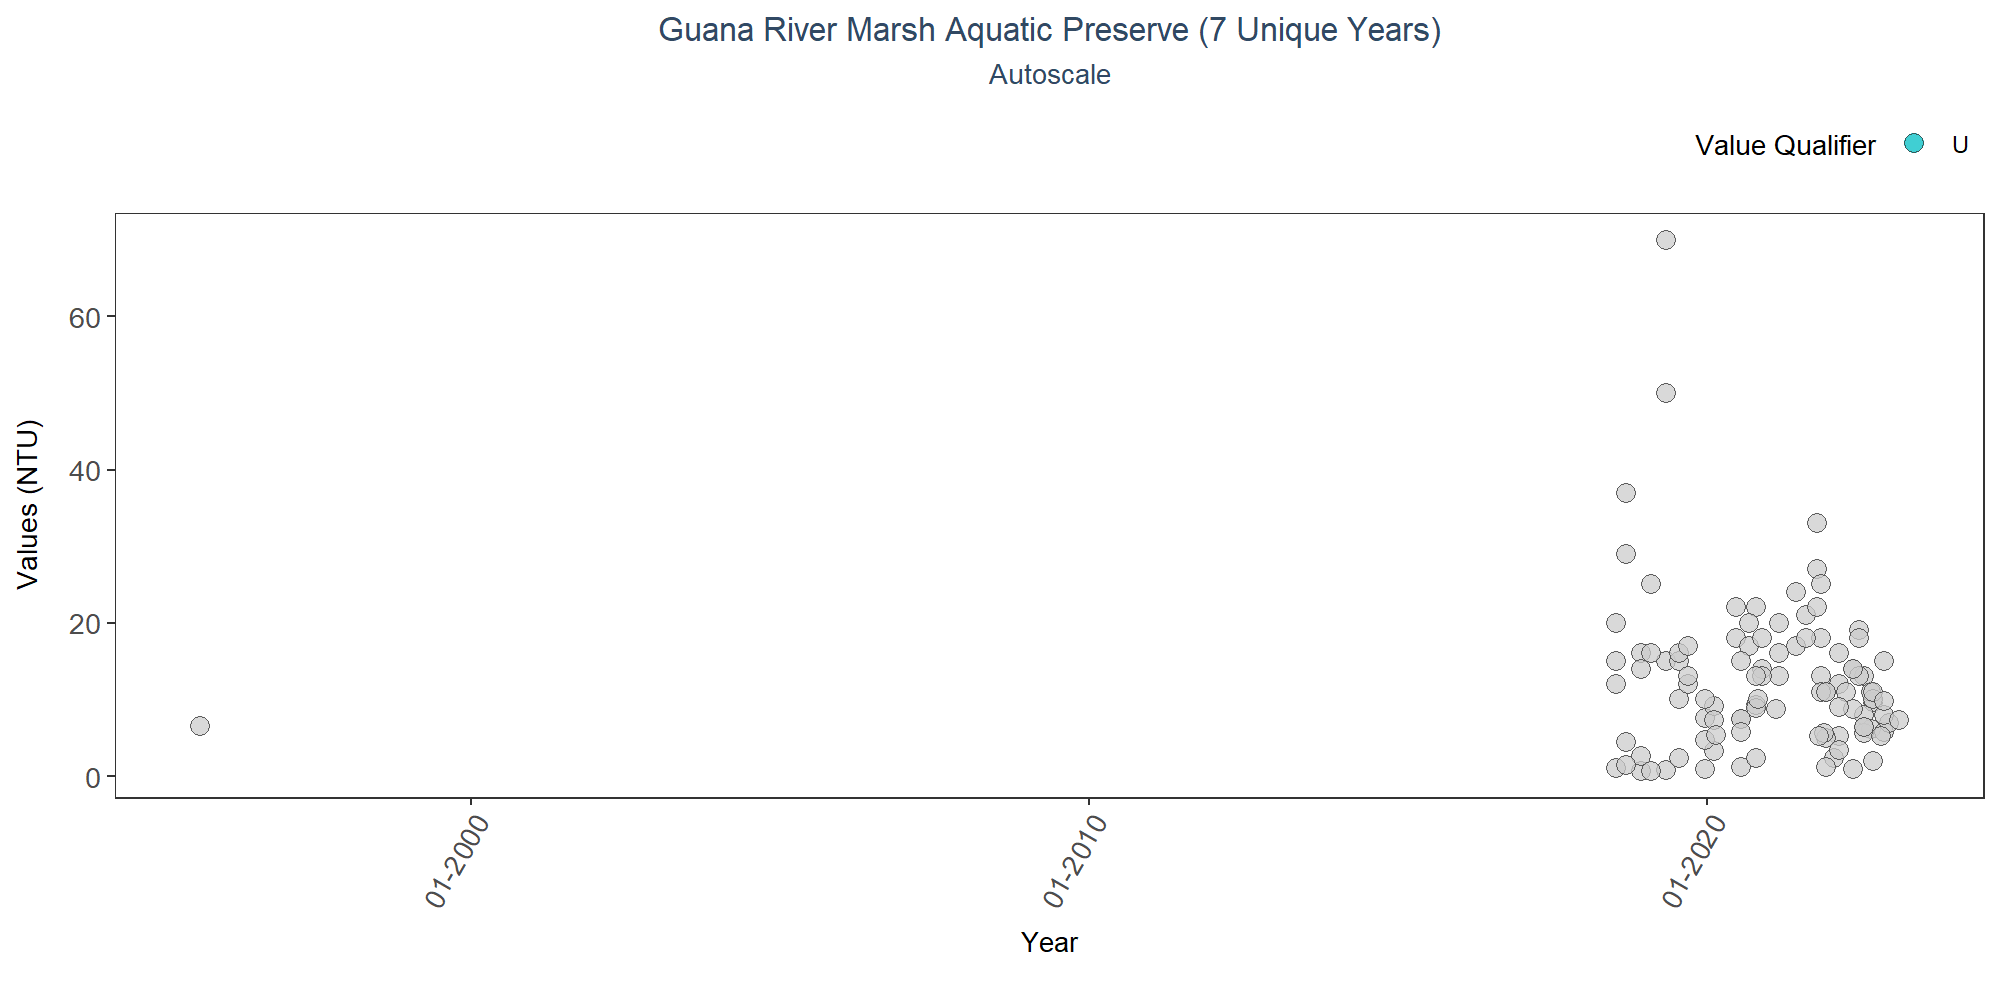 Guana River Marsh Aquatic Preserve (7 Unique Years)
Autoscale
Value Qualifier U
60
40
20
0
Values (NTU)
01-2000
01-2010
01-2020
Year